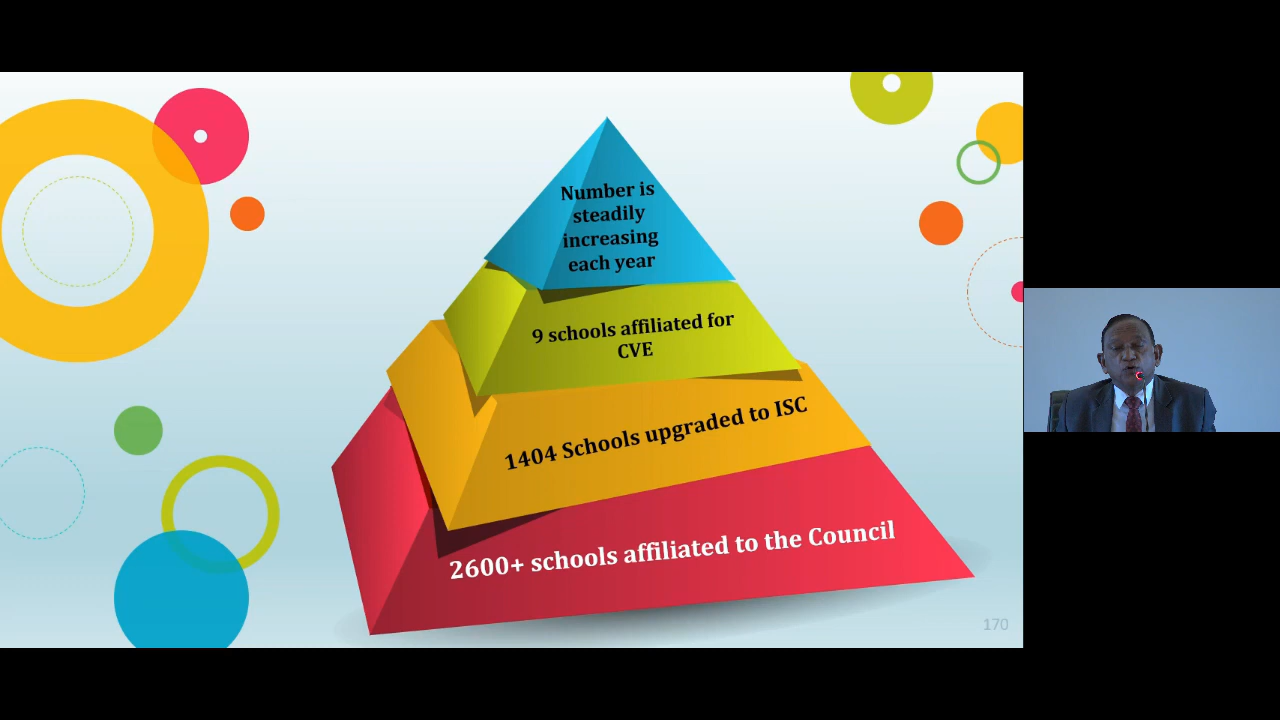 Number is
steadily
increasing
each year
9 schools affiliated for
CVE
1404 Schools upgraded to ISC
2600+ schools affiliated to the Council
170